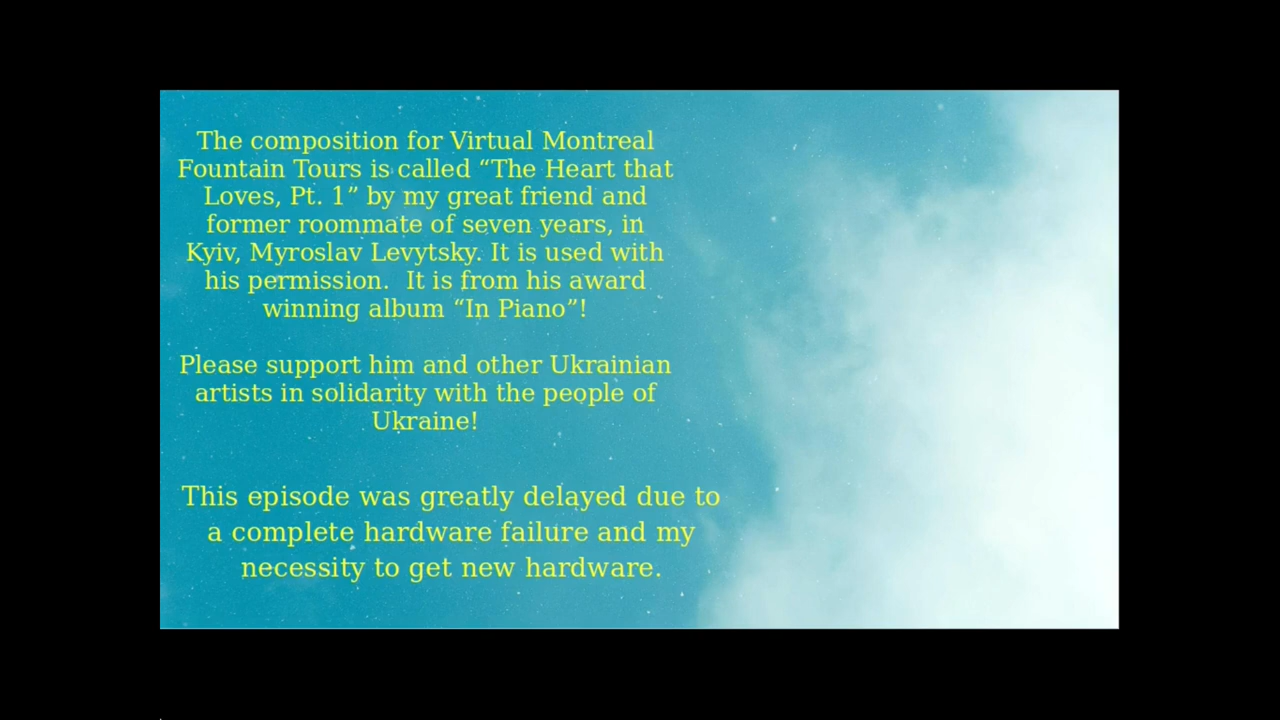 The composition for Virtual Montreal
Fountain Tours is called “The Heart that
Loves, Pt. 1” by my great friend and
former roommate of seven years, in
Kyiv, Myroslav Levytsky. It is used with
his permission.  It is from his award
winning album “In Piano”!
Please support him and other Ukrainian
artists in solidarity with the people of
Ukraine!
This episode was greatly delayed due to
a complete hardware failure and my
necessity to get new hardware.